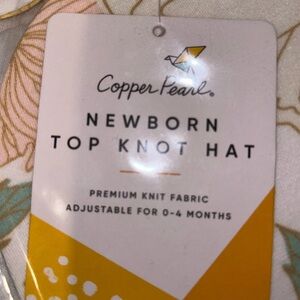 Copper Pearl®
NEWBORN
TOP KNOT HAT
PREMIUM KNIT FABRIC
ADJUSTABLE FOR 0-4 MONTHS